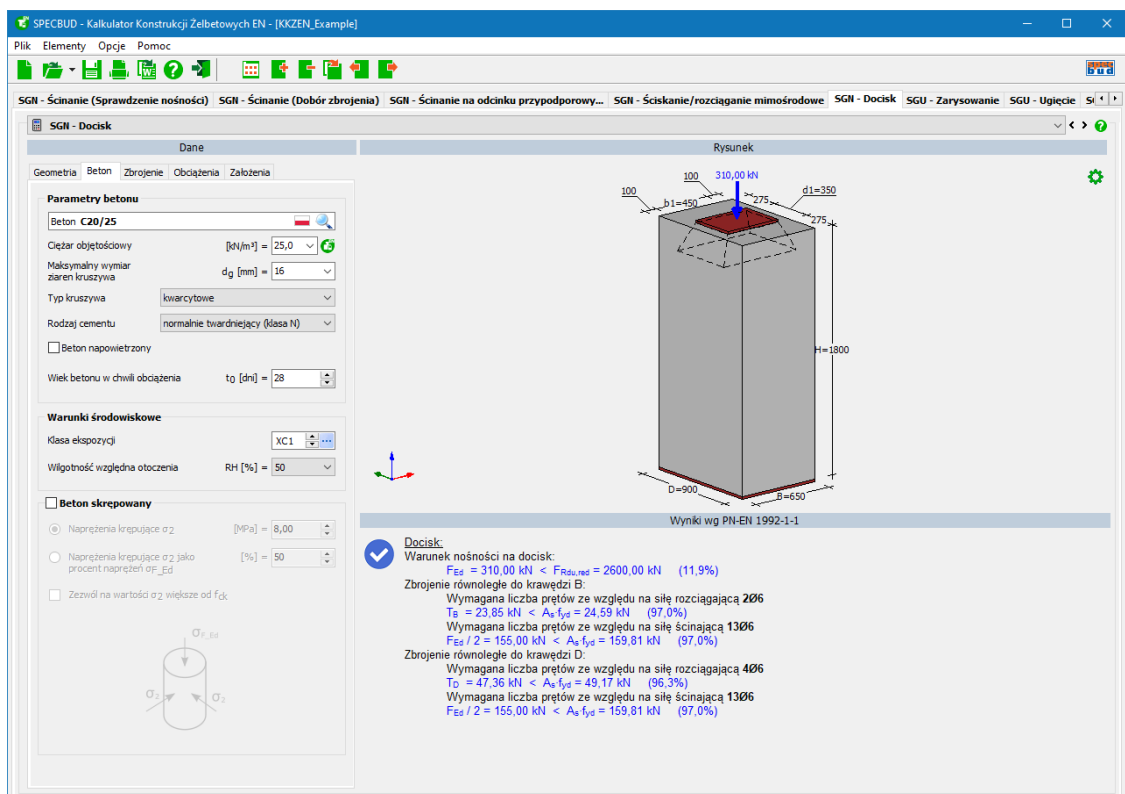 SPECBUD - Kalkulator Konstrukcji Żelbetowych EN - [KKZEN_Example]
Plik Elementy Opcje Pomoc
SPEC
bud
SGN - Ścinanie (Sprawdzenie nośności) SGN - Ścinanie (Dobór zbrojenia) SGN - Ścinanie na odcinku przypodporowy... SGN - Ściskanie/rozciąganie mimośrodowe SGN - Docisk SGU - Zarysowanie SGU - Ugięcie
SGN - Docisk
Dane
Geometria Beton Zbrojenie Obciążenia Założenia
Parametry betonu
Beton C20/25
Ciężar objętościowy [kN/m³] = 25,0
Maksymalny wymiar
ziaren kruszywa dg [mm] = 16
Typ kruszywa kwarcytowe
Rodzaj cementu normalnie twardniejący (klasa N)
Beton napowietrzony
Wiek betonu w chwili obciążenia t0 [dni] = 28
Warunki środowiskowe
Klasa ekspozycji XC1 ...
Wilgotność względna otoczenia RH [%] = 50
Beton skrępowany
Naprężenia krępujące σ2 [MPa] = 8,00
Naprężenia krępujące σ2 jako
procent naprężeń σF_Ed [%] = 50
Zezwól na wartości σ2 większe od fck
σF_Ed
σ2 σ2
Rysunek
310,00 kN
100
100
b1=450
275
d1=350
275
H=1800
D=900
B=650
Wyniki wg PN-EN 1992-1-1
Docisk:
Warunek nośności na docisk:
FEd = 310,00 kN < FRdu,red = 2600,00 kN (11,9%)
Zbrojenie równoległe do krawędzi B:
Wymagana liczba prętów ze względu na siłę rozciągającą 2Ø6
TB = 23,85 kN < As·fyd = 24,59 kN (97,0%)
Wymagana liczba prętów ze względu na siłę ścinającą 13Ø6
FEd / 2 = 155,00 kN < As·fyd = 159,81 kN (97,0%)
Zbrojenie równoległe do krawędzi D:
Wymagana liczba prętów ze względu na siłę rozciągającą 4Ø6
TD = 47,36 kN < As·fyd = 49,17 kN (96,3%)
Wymagana liczba prętów ze względu na siłę ścinającą 13Ø6
FEd / 2 = 155,00 kN < As·fyd = 159,81 kN (97,0%)